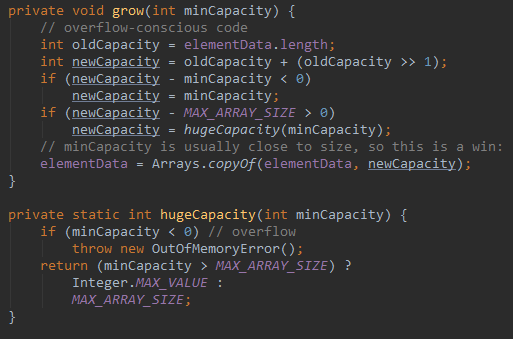 private void grow(int minCapacity) {
    // overflow-conscious code
    int oldCapacity = elementData.length;
    int newCapacity = oldCapacity + (oldCapacity >> 1);
    if (newCapacity - minCapacity < 0)
        newCapacity = minCapacity;
    if (newCapacity - MAX_ARRAY_SIZE > 0)
        newCapacity = hugeCapacity(minCapacity);
    // minCapacity is usually close to size, so this is a win:
    elementData = Arrays.copyOf(elementData, newCapacity);
}

private static int hugeCapacity(int minCapacity) {
    if (minCapacity < 0) // overflow
        throw new OutOfMemoryError();
    return (minCapacity > MAX_ARRAY_SIZE) ?
        Integer.MAX_VALUE :
        MAX_ARRAY_SIZE;
}